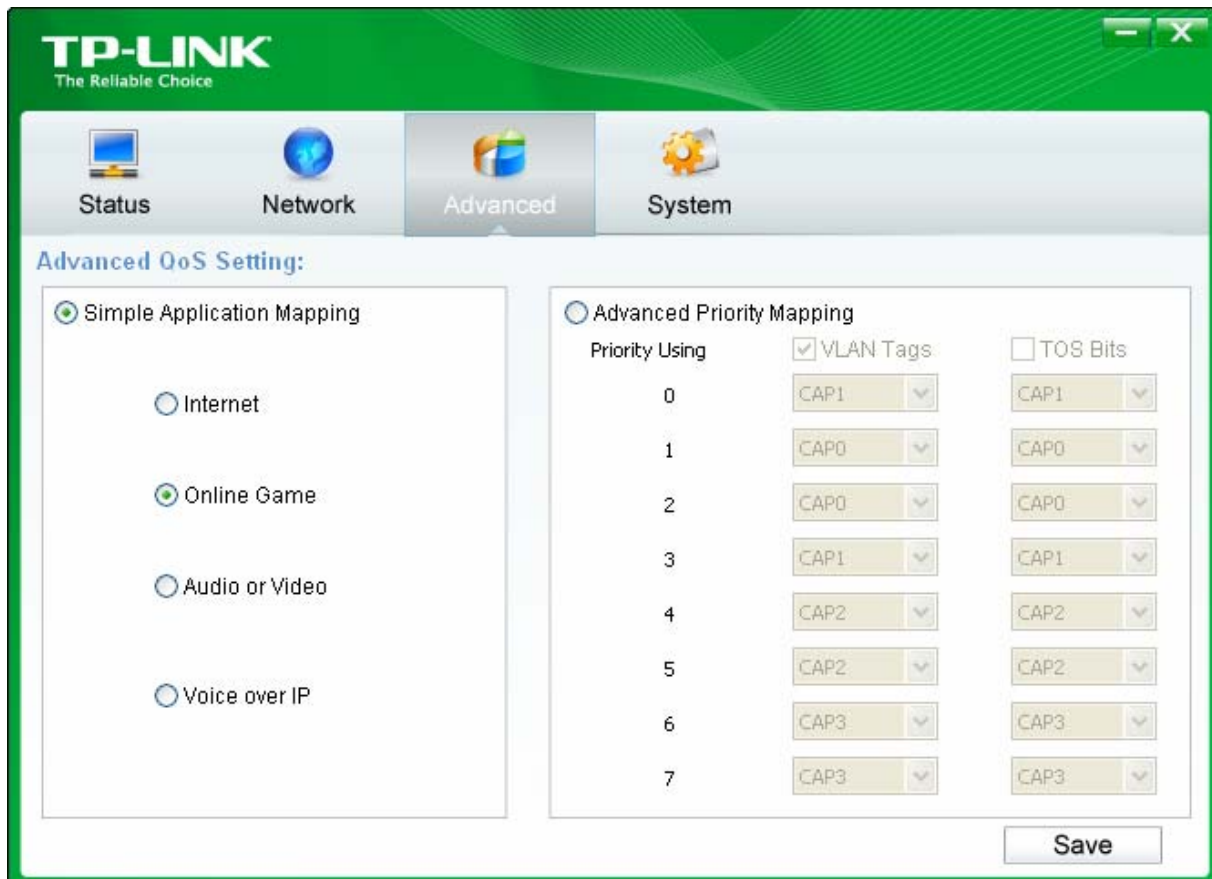 TP-LINK
The Reliable Choice
Status
Network
Advanced
System
Advanced QoS Setting:
Simple Application Mapping
Internet
Online Game
Audio or Video
Voice over IP
Advanced Priority Mapping
Priority Using VLAN Tags TOS Bits
0 CAP1 CAP1
1 CAP0 CAP0
2 CAP0 CAP0
3 CAP1 CAP1
4 CAP2 CAP2
5 CAP2 CAP2
6 CAP3 CAP3
7 CAP3 CAP3
Save